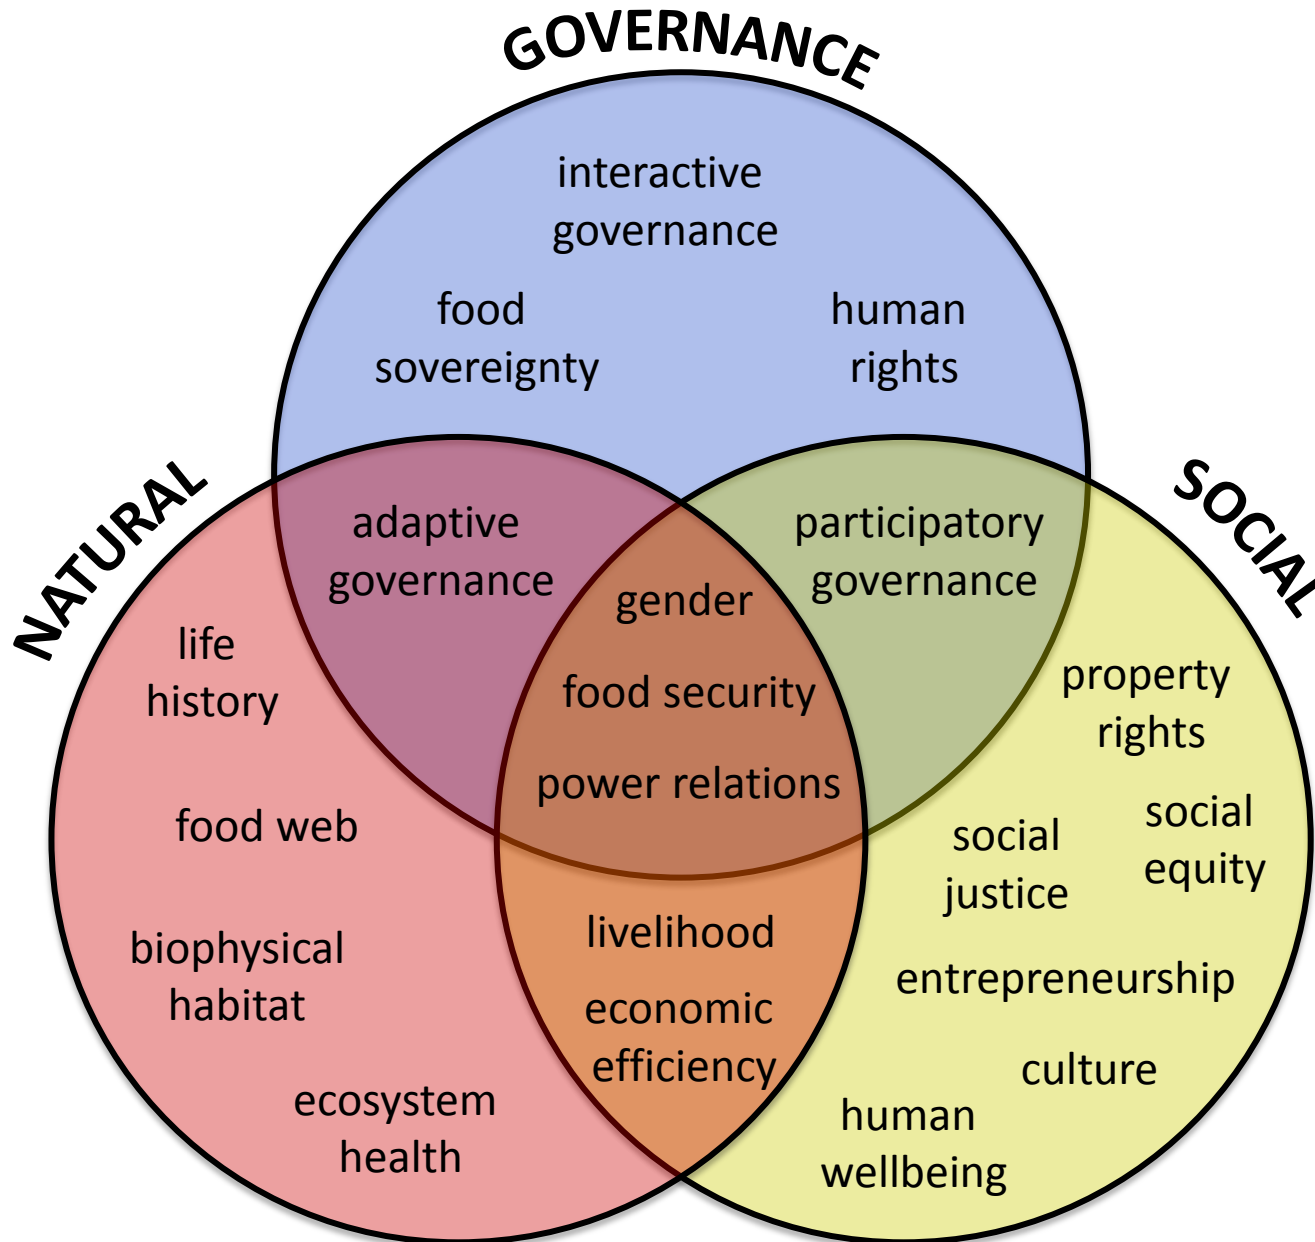 GOVERNANCE
interactive
governance
food
sovereignty
human
rights
NATURAL
SOCIAL
adaptive
governance
participatory
governance
gender
food security
power relations
life
history
food web
biophysical
habitat
ecosystem
health
livelihood
economic
efficiency
property
rights
social
justice
social
equity
entrepreneurship
culture
human
wellbeing